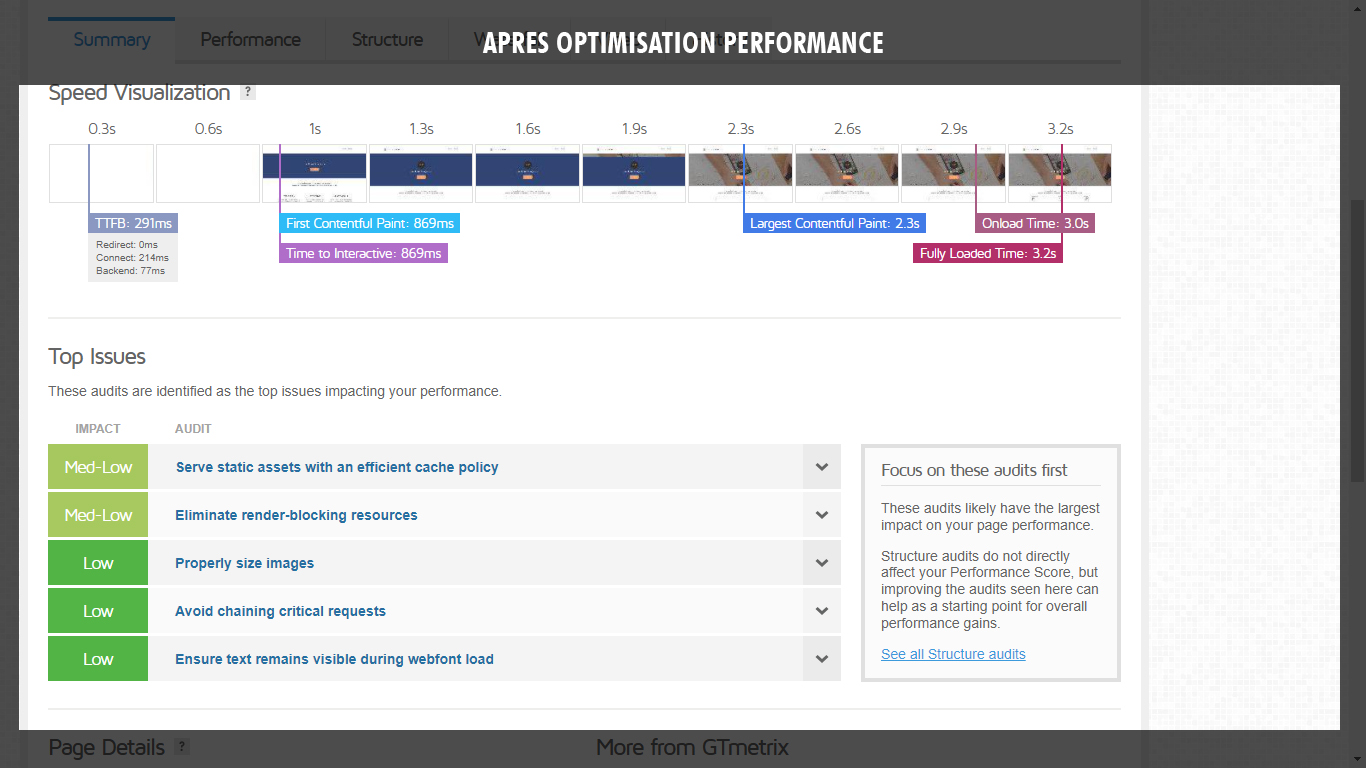 Summary
Performance
Structure
APRES OPTIMISATION PERFORMANCE
Speed Visualization ?
0.3s 0.6s 1s 1.3s 1.6s 1.9s 2.3s 2.6s 2.9s 3.2s
TTFB: 291ms
Redirect: 0ms
Connect: 214ms
Backend: 77ms
First Contentful Paint: 869ms
Time to Interactive: 869ms
Largest Contentful Paint: 2.3s
Onload Time: 3.0s
Fully Loaded Time: 3.2s
Top Issues
These audits are identified as the top issues impacting your performance.
IMPACT AUDIT
Med-Low Serve static assets with an efficient cache policy
Med-Low Eliminate render-blocking resources
Low Properly size images
Low Avoid chaining critical requests
Low Ensure text remains visible during webfont load
Focus on these audits first
These audits likely have the largest
impact on your page performance.
Structure audits do not directly
affect your Performance Score, but
improving the audits seen here can
help as a starting point for overall
performance gains.
See all Structure audits
Page Details ?
More from GTmetrix